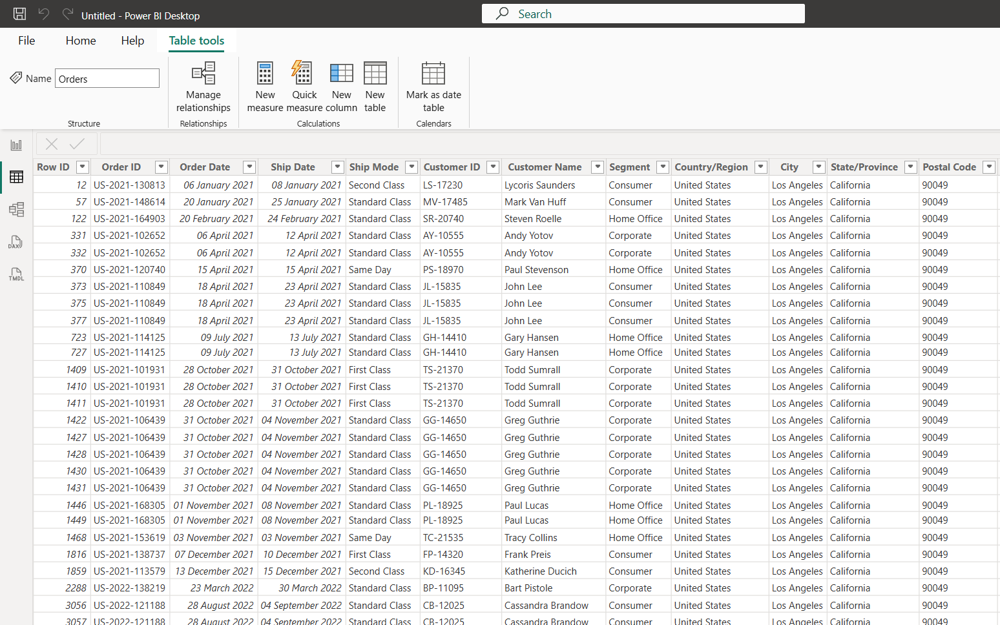 Untitled - Power BI Desktop
Search
File Home Help Table tools
Name Orders
Manage relationships
New measure
Quick measure
New column
New table
Mark as date table
Structure Relationships Calculations Calendars
Row ID Order ID Order Date Ship Date Ship Mode Customer ID Customer Name Segment Country/Region City State/Province Postal Code
12 US-2021-130813 06 January 2021 08 January 2021 Second Class LS-17230 Lycoris Saunders Consumer United States Los Angeles California 90049
57 US-2021-148614 20 January 2021 25 January 2021 Standard Class MV-17485 Mark Van Huff Consumer United States Los Angeles California 90049
122 US-2021-164903 20 February 2021 24 February 2021 Standard Class SR-20740 Steven Roelle Home Office United States Los Angeles California 90049
331 US-2021-102652 06 April 2021 12 April 2021 Standard Class AY-10555 Andy Yotov Corporate United States Los Angeles California 90049
332 US-2021-102652 06 April 2021 12 April 2021 Standard Class AY-10555 Andy Yotov Corporate United States Los Angeles California 90049
DAX
370 US-2021-120740 15 April 2021 15 April 2021 Same Day PS-18970 Paul Stevenson Home Office United States Los Angeles California 90049
TMDL
373 US-2021-110849 18 April 2021 23 April 2021 Standard Class JL-15835 John Lee Consumer United States Los Angeles California 90049
375 US-2021-110849 18 April 2021 23 April 2021 Standard Class JL-15835 John Lee Consumer United States Los Angeles California 90049
377 US-2021-110849 18 April 2021 23 April 2021 Standard Class JL-15835 John Lee Consumer United States Los Angeles California 90049
723 US-2021-114125 09 July 2021 13 July 2021 Standard Class GH-14410 Gary Hansen Home Office United States Los Angeles California 90049
727 US-2021-114125 09 July 2021 13 July 2021 Standard Class GH-14410 Gary Hansen Home Office United States Los Angeles California 90049
1409 US-2021-101931 28 October 2021 31 October 2021 First Class TS-21370 Todd Sumrall Corporate United States Los Angeles California 90049
1410 US-2021-101931 28 October 2021 31 October 2021 First Class TS-21370 Todd Sumrall Corporate United States Los Angeles California 90049
1411 US-2021-101931 28 October 2021 31 October 2021 First Class TS-21370 Todd Sumrall Corporate United States Los Angeles California 90049
1422 US-2021-106439 31 October 2021 04 November 2021 Standard Class GG-14650 Greg Guthrie Corporate United States Los Angeles California 90049
1427 US-2021-106439 31 October 2021 04 November 2021 Standard Class GG-14650 Greg Guthrie Corporate United States Los Angeles California 90049
1428 US-2021-106439 31 October 2021 04 November 2021 Standard Class GG-14650 Greg Guthrie Corporate United States Los Angeles California 90049
1430 US-2021-106439 31 October 2021 04 November 2021 Standard Class GG-14650 Greg Guthrie Corporate United States Los Angeles California 90049
1431 US-2021-106439 31 October 2021 04 November 2021 Standard Class GG-14650 Greg Guthrie Corporate United States Los Angeles California 90049
1446 US-2021-168305 01 November 2021 08 November 2021 Standard Class PL-18925 Paul Lucas Home Office United States Los Angeles California 90049
1449 US-2021-168305 01 November 2021 08 November 2021 Standard Class PL-18925 Paul Lucas Home Office United States Los Angeles California 90049
1468 US-2021-153619 03 November 2021 03 November 2021 Same Day TC-21535 Tracy Collins Home Office United States Los Angeles California 90049
1816 US-2021-138737 07 December 2021 10 December 2021 First Class FP-14320 Frank Preis Consumer United States Los Angeles California 90049
1859 US-2021-113579 13 December 2021 15 December 2021 Second Class KD-16345 Katherine Ducich Consumer United States Los Angeles California 90049
2288 US-2022-138219 23 March 2022 30 March 2022 Standard Class BP-11095 Bart Pistole Corporate United States Los Angeles California 90049
3056 US-2022-121188 28 August 2022 04 September 2022 Standard Class CB-12025 Cassandra Brandow Consumer United States Los Angeles California 90049
3057 US-2022-121188 28 August 2022 04 September 2022 Standard Class CB-12025 Cassandra Brandow Consumer United States Los Angeles California 90049